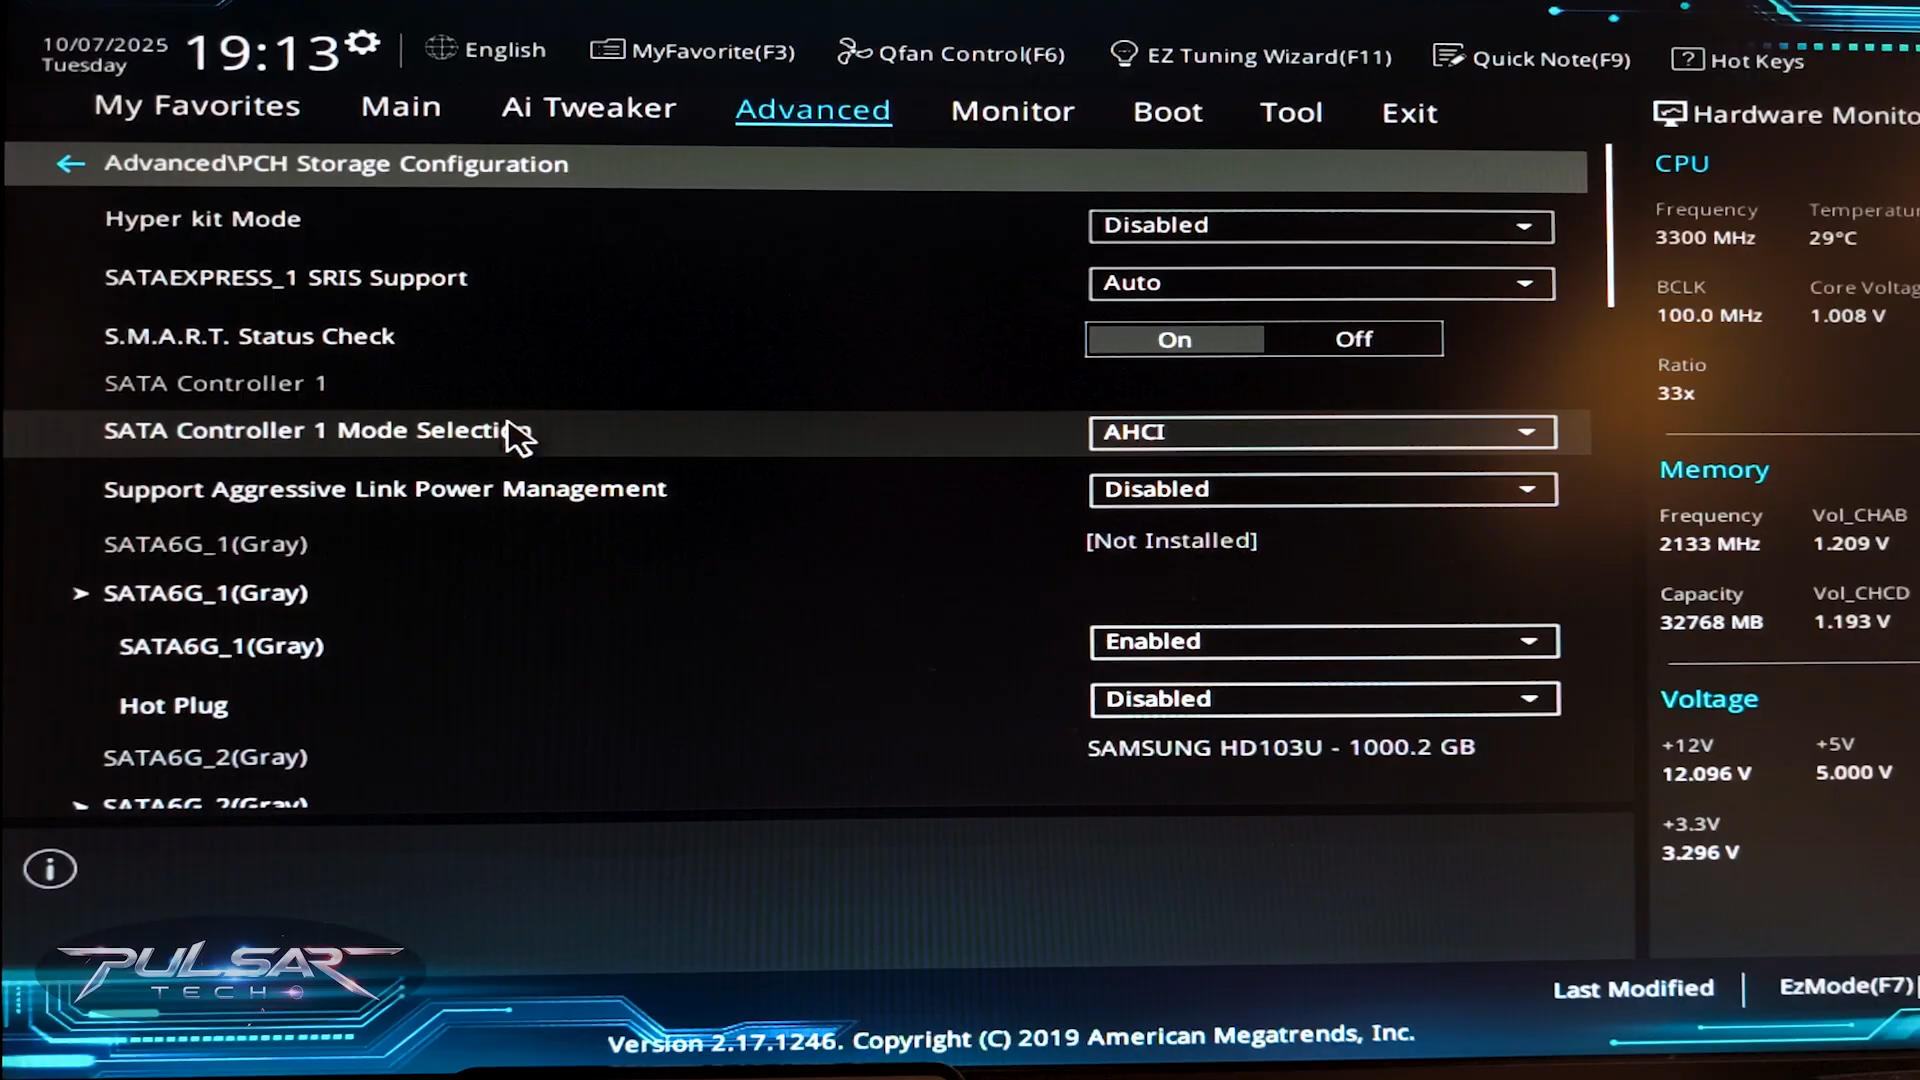 10/07/2025
Tuesday
19:13
English
MyFavorite(F3)
Qfan Control(F6)
EZ Tuning Wizard(F11)
Quick Note(F9)
? Hot Keys
My Favorites Main Ai Tweaker Advanced Monitor Boot Tool Exit
Hardware Monito
Advanced\PCH Storage Configuration
Hyper kit Mode Disabled
SATAEXPRESS_1 SRIS Support Auto
S.M.A.R.T. Status Check On Off
SATA Controller 1
SATA Controller 1 Mode Selection AHCI
Support Aggressive Link Power Management Disabled
SATA6G_1(Gray) [Not Installed]
SATA6G_1(Gray)
SATA6G_1(Gray) Enabled
Hot Plug Disabled
SATA6G_2(Gray) SAMSUNG HD103U - 1000.2 GB
SATA6G_2(Gray)
CPU
Frequency Temperatur
3300 MHz 29°C
BCLK Core Voltag
100.0 MHz 1.008 V
Ratio
33x
Memory
Frequency Vol_CHAB
2133 MHz 1.209 V
Capacity Vol_CHCD
32768 MB 1.193 V
Voltage
+12V +5V
12.096 V 5.000 V
+3.3V
3.296 V
i
PULSAR
TECH
Last Modified EzMode(F7)
Version 2.17.1246. Copyright (C) 2019 American Megatrends, Inc.